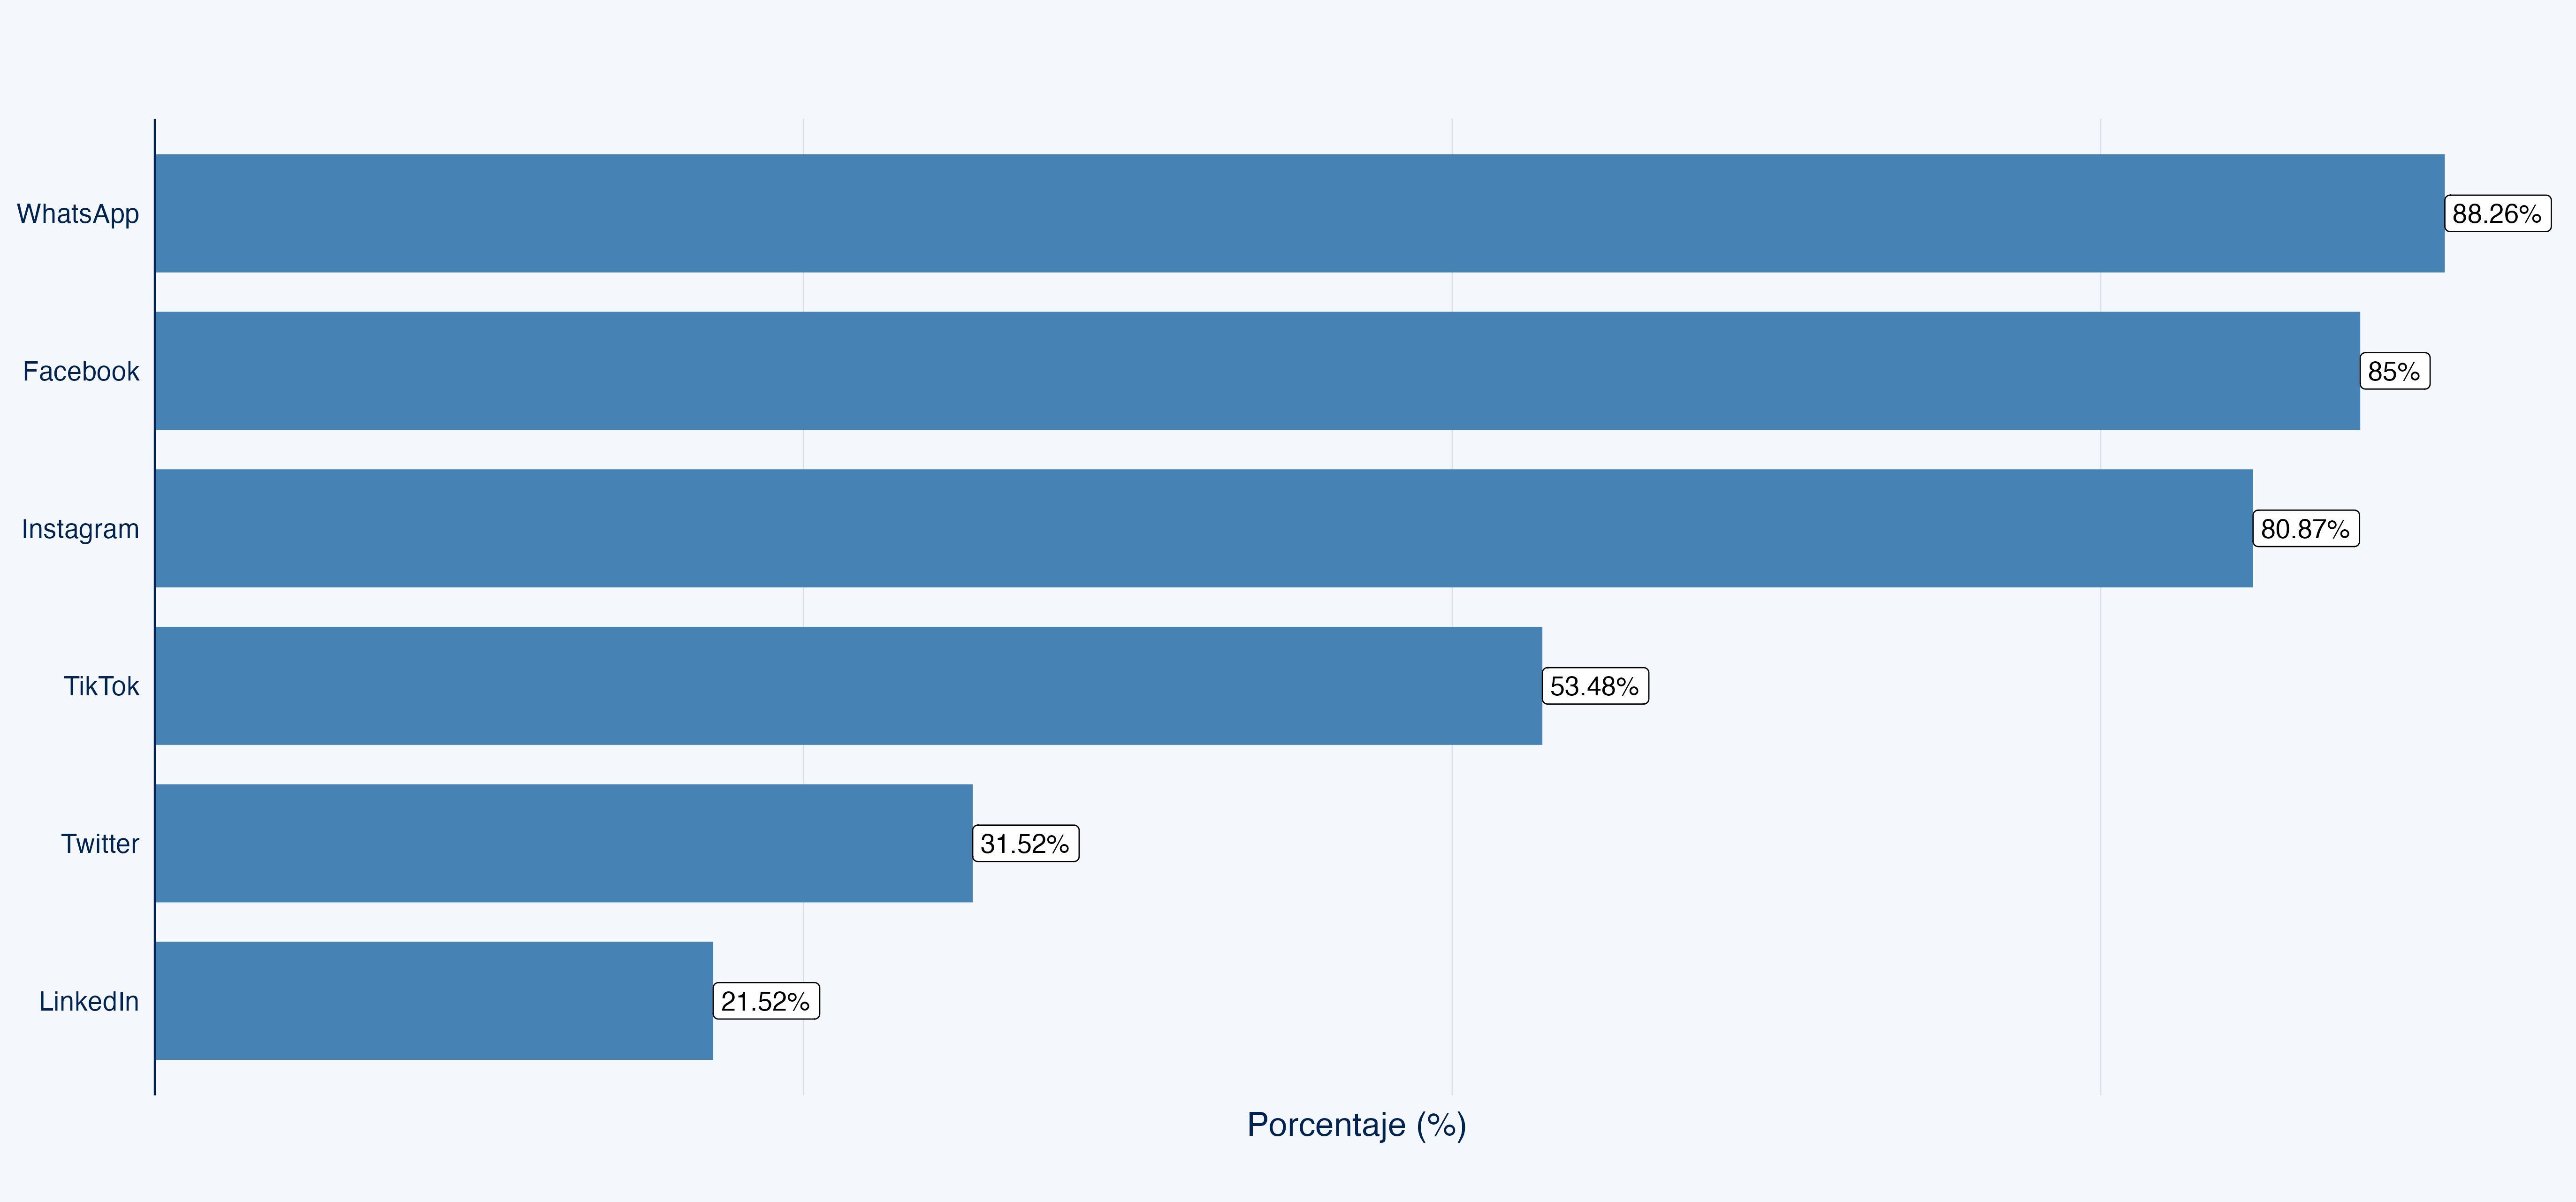 WhatsApp 88.26%
Facebook 85%
Instagram 80.87%
TikTok 53.48%
Twitter 31.52%
LinkedIn 21.52%
Porcentaje (%)